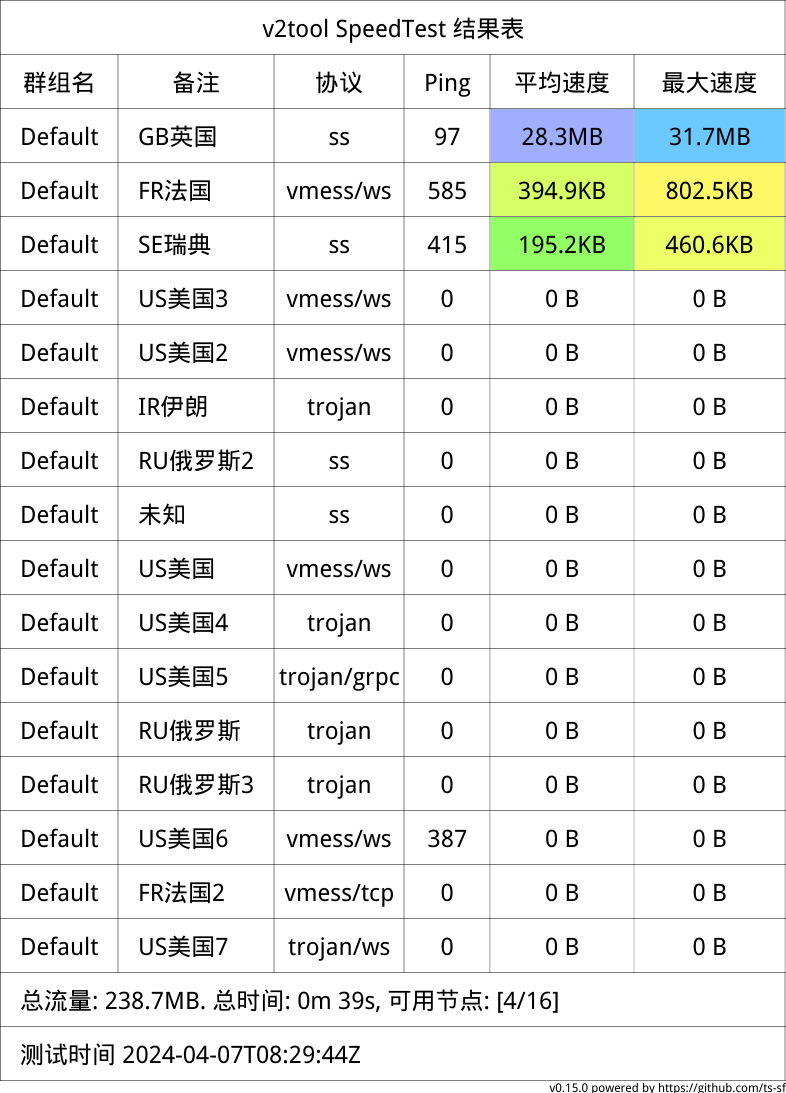 v2tool SpeedTest 结果表
群组名 备注 协议 Ping 平均速度 最大速度
Default GB英国 ss 97 28.3MB 31.7MB
Default FR法国 vmess/ws 585 394.9KB 802.5KB
Default SE瑞典 ss 415 195.2KB 460.6KB
Default US美国3 vmess/ws 0 0 B 0 B
Default US美国2 vmess/ws 0 0 B 0 B
Default IR伊朗 trojan 0 0 B 0 B
Default RU俄罗斯2 ss 0 0 B 0 B
Default 未知 ss 0 0 B 0 B
Default US美国 vmess/ws 0 0 B 0 B
Default US美国4 trojan 0 0 B 0 B
Default US美国5 trojan/grpc 0 0 B 0 B
Default RU俄罗斯 trojan 0 0 B 0 B
Default RU俄罗斯3 trojan 0 0 B 0 B
Default US美国6 vmess/ws 387 0 B 0 B
Default FR法国2 vmess/tcp 0 0 B 0 B
Default US美国7 trojan/ws 0 0 B 0 B
总流量: 238.7MB. 总时间: 0m 39s, 可用节点: [4/16]
测试时间 2024-04-07T08:29:44Z
v0.15.0 powered by https://github.com/ts-sf